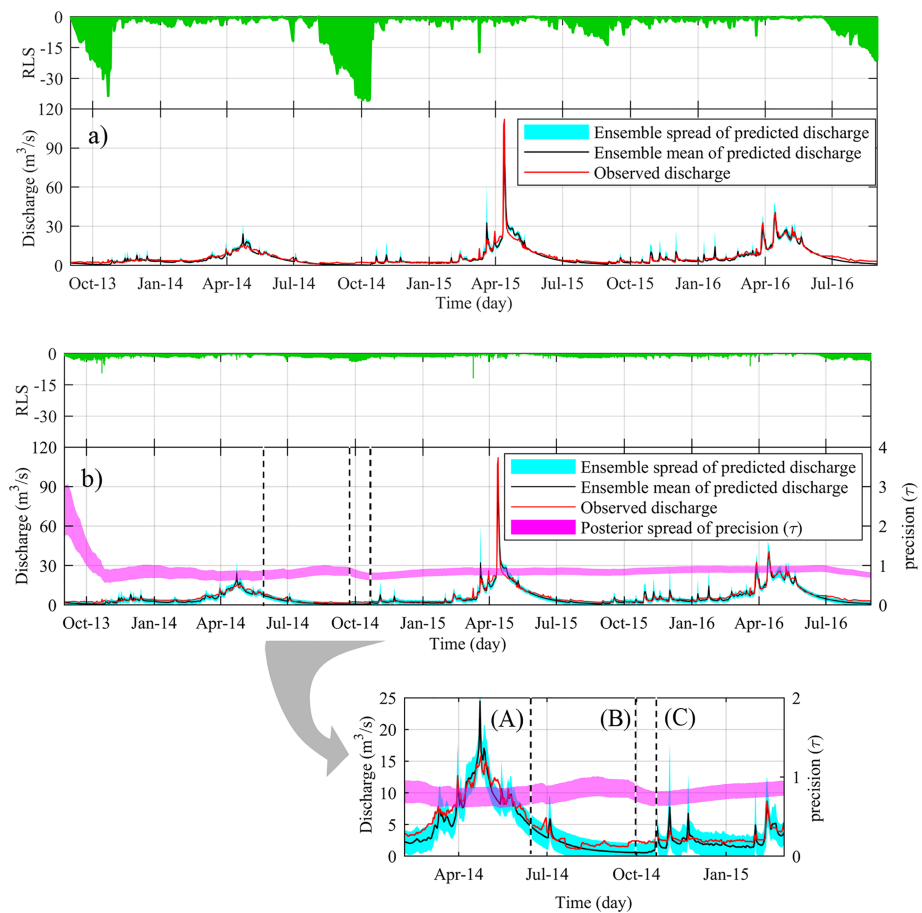 0
-15
-30
RLS
120
90
60
30
0
Discharge (m3/s)
a)
Ensemble spread of predicted discharge
Ensemble mean of predicted discharge
Observed discharge
Oct-13 Jan-14 Apr-14 Jul-14 Oct-14 Jan-15 Apr-15 Jul-15 Oct-15 Jan-16 Apr-16 Jul-16
Time (day)
0
-15
-30
RLS
120
90
60
30
0
Discharge (m3/s)
b)
Ensemble spread of predicted discharge
Ensemble mean of predicted discharge
Observed discharge
Posterior spread of precision (τ)
4
3
2
1
0
precision (τ)
Oct-13 Jan-14 Apr-14 Jul-14 Oct-14 Jan-15 Apr-15 Jul-15 Oct-15 Jan-16 Apr-16 Jul-16
Time (day)
25
20
15
10
5
0
Discharge (m3/s)
(A) (B) (C)
2
1
0
precision (τ)
Apr-14 Jul-14 Oct-14 Jan-15
Time (day)